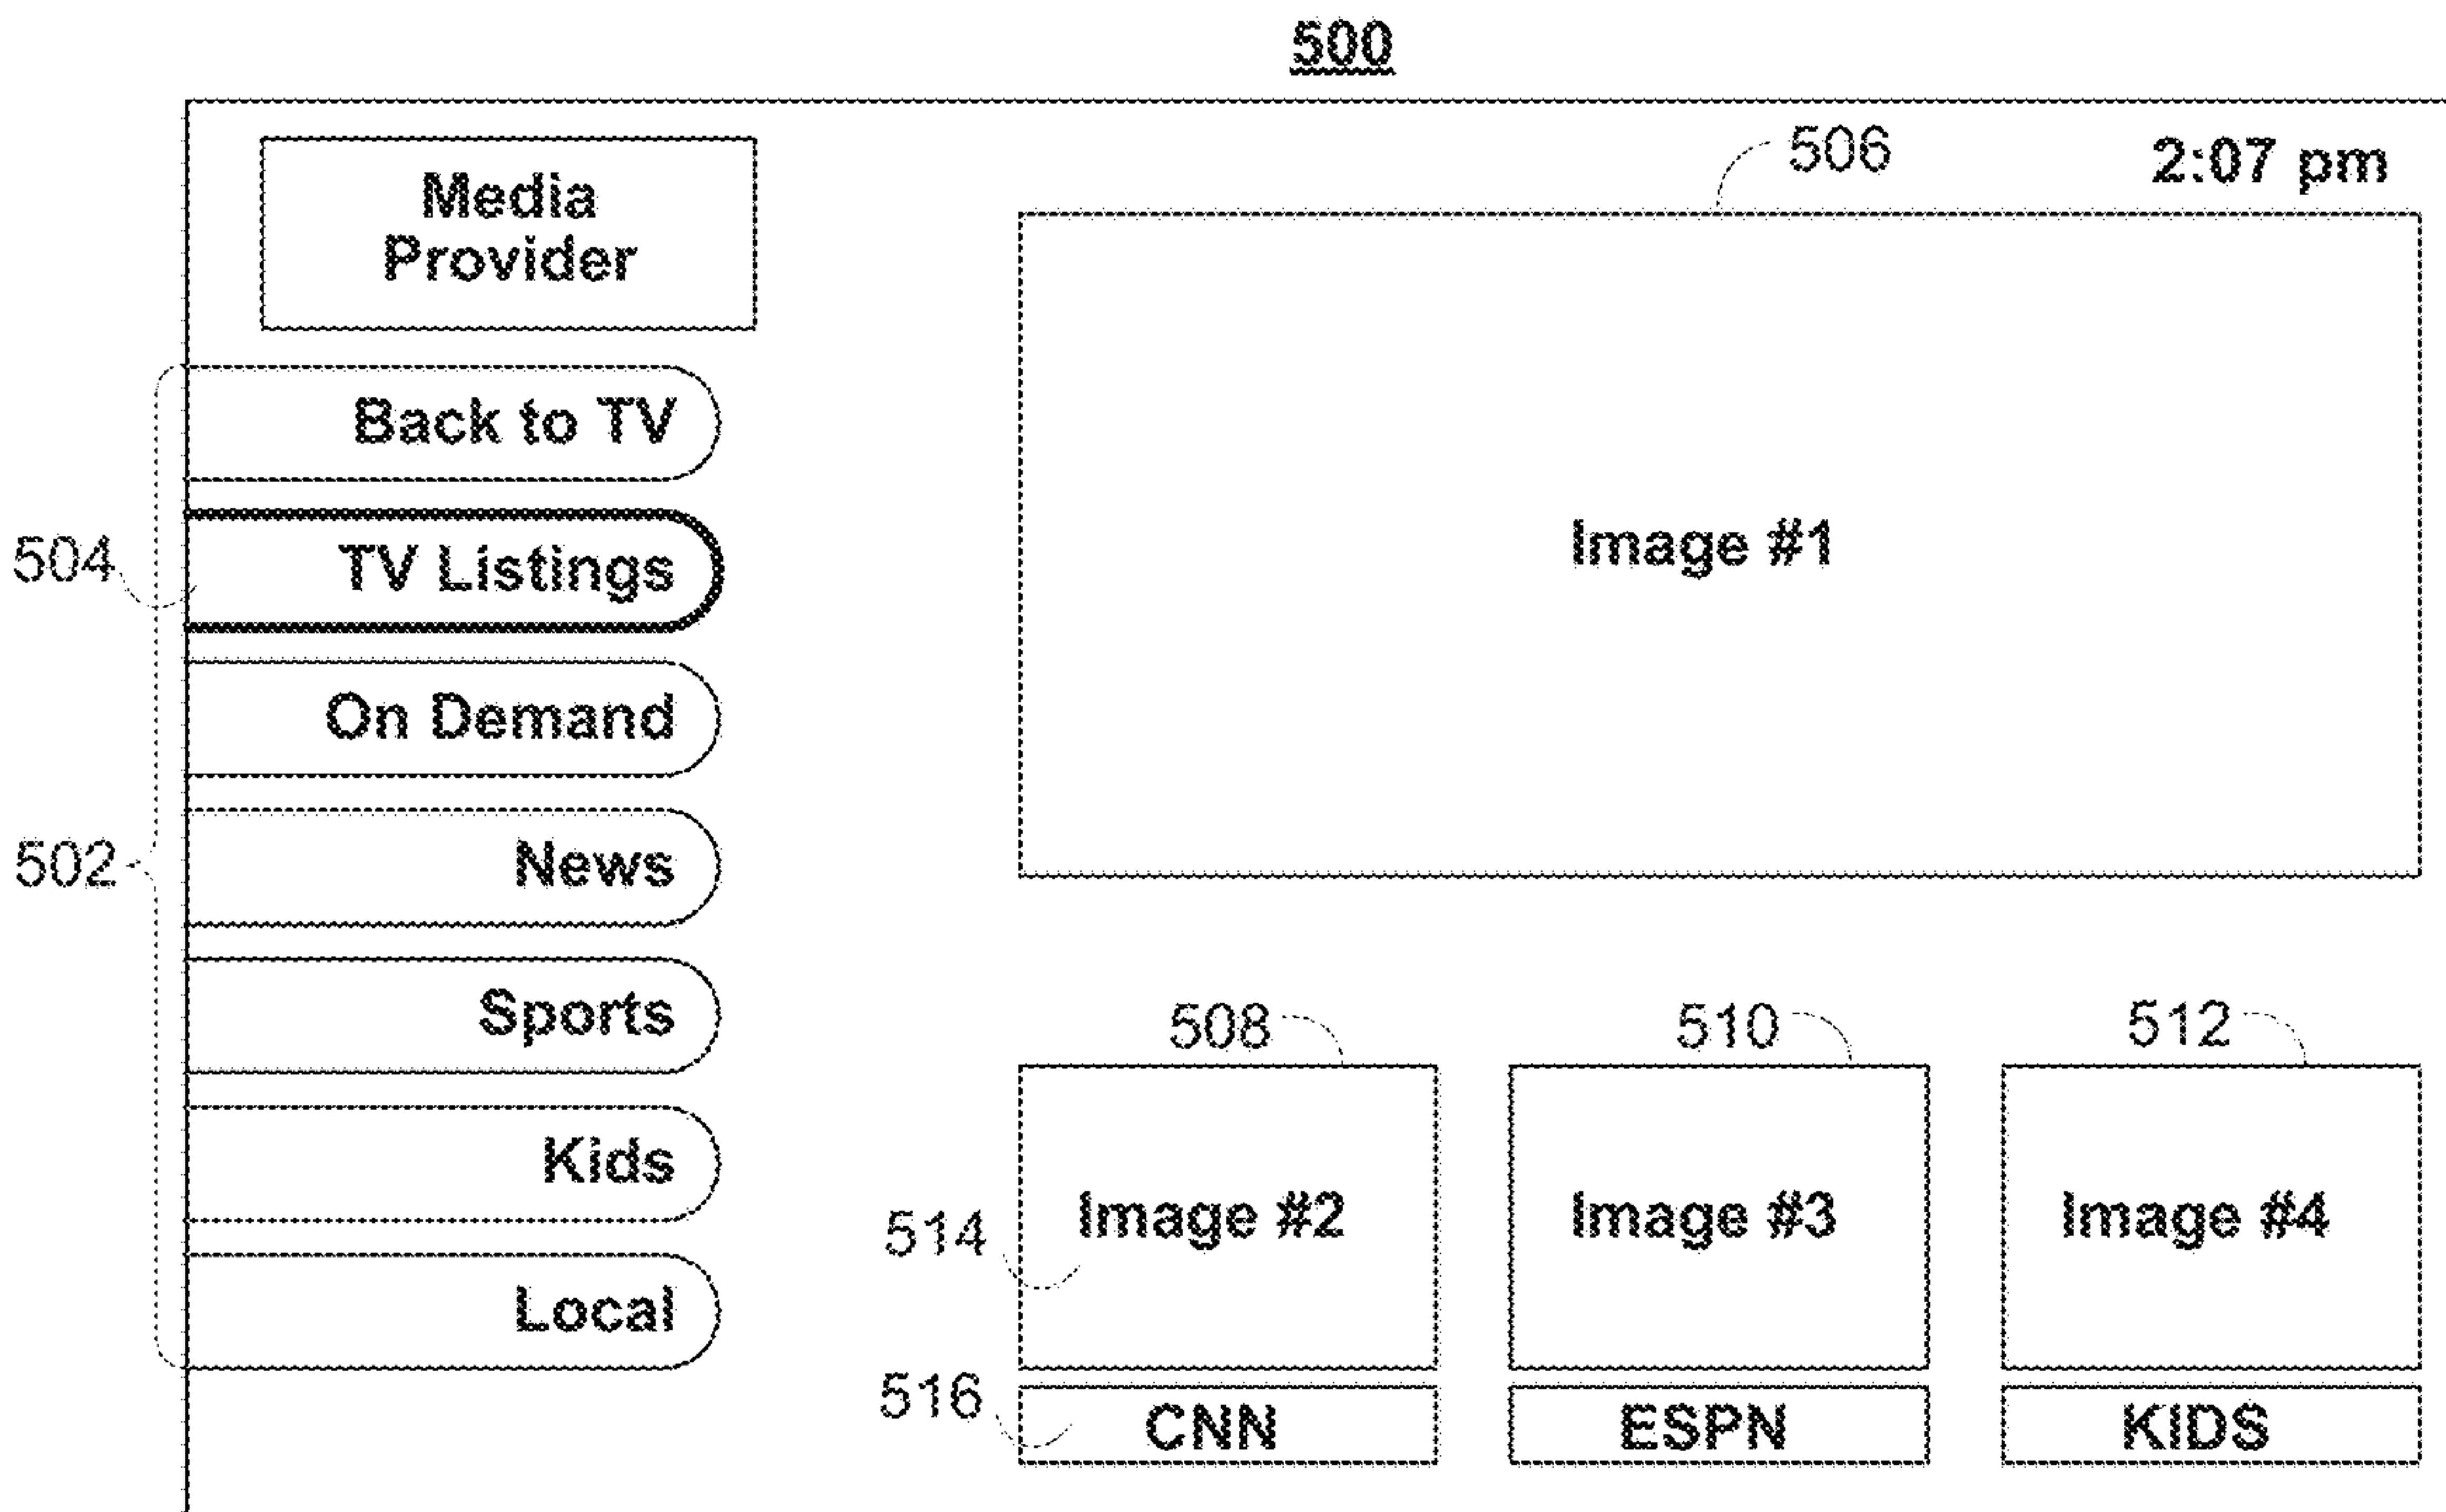 500
506
2:07 pm
Media
Provider
Back to TV
504
TV Listings
On Demand
502
News
Sports
Kids
Local
Image #1
508
510
512
514
Image #2
Image #3
Image #4
516
CNN
ESPN
KIDS